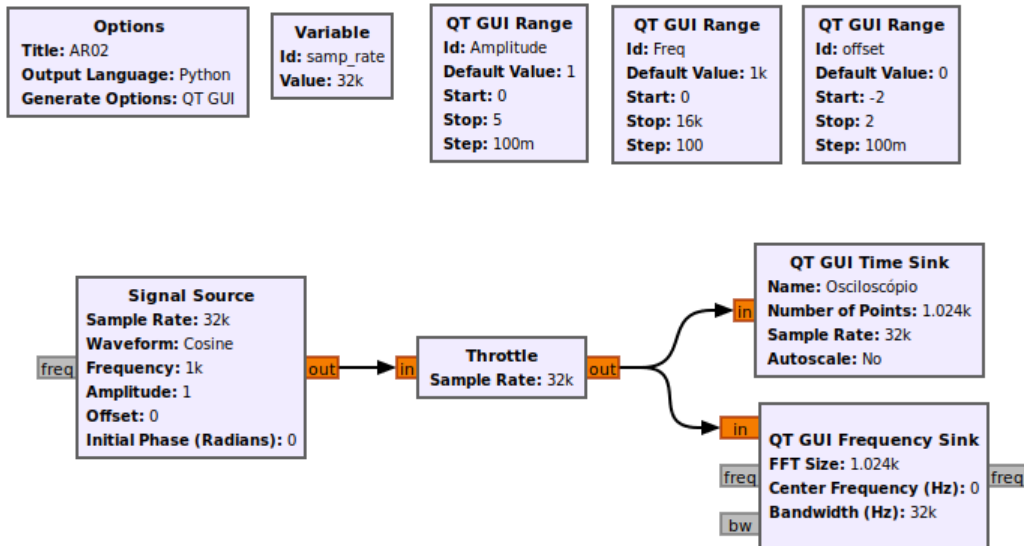 Options
Title: AR02
Output Language: Python
Generate Options: QT GUI
Variable
Id: samp_rate
Value: 32k
QT GUI Range
Id: Amplitude
Default Value: 1
Start: 0
Stop: 5
Step: 100m
QT GUI Range
Id: Freq
Default Value: 1k
Start: 0
Stop: 16k
Step: 100
QT GUI Range
Id: offset
Default Value: 0
Start: -2
Stop: 2
Step: 100m
Signal Source
Sample Rate: 32k
Waveform: Cosine
Frequency: 1k
Amplitude: 1
Offset: 0
Initial Phase (Radians): 0
freq
out
in
Throttle
Sample Rate: 32k
out
in
QT GUI Time Sink
Name: Osciloscópio
Number of Points: 1.024k
Sample Rate: 32k
Autoscale: No
in
freq
bw
QT GUI Frequency Sink
FFT Size: 1.024k
Center Frequency (Hz): 0
Bandwidth (Hz): 32k
freq